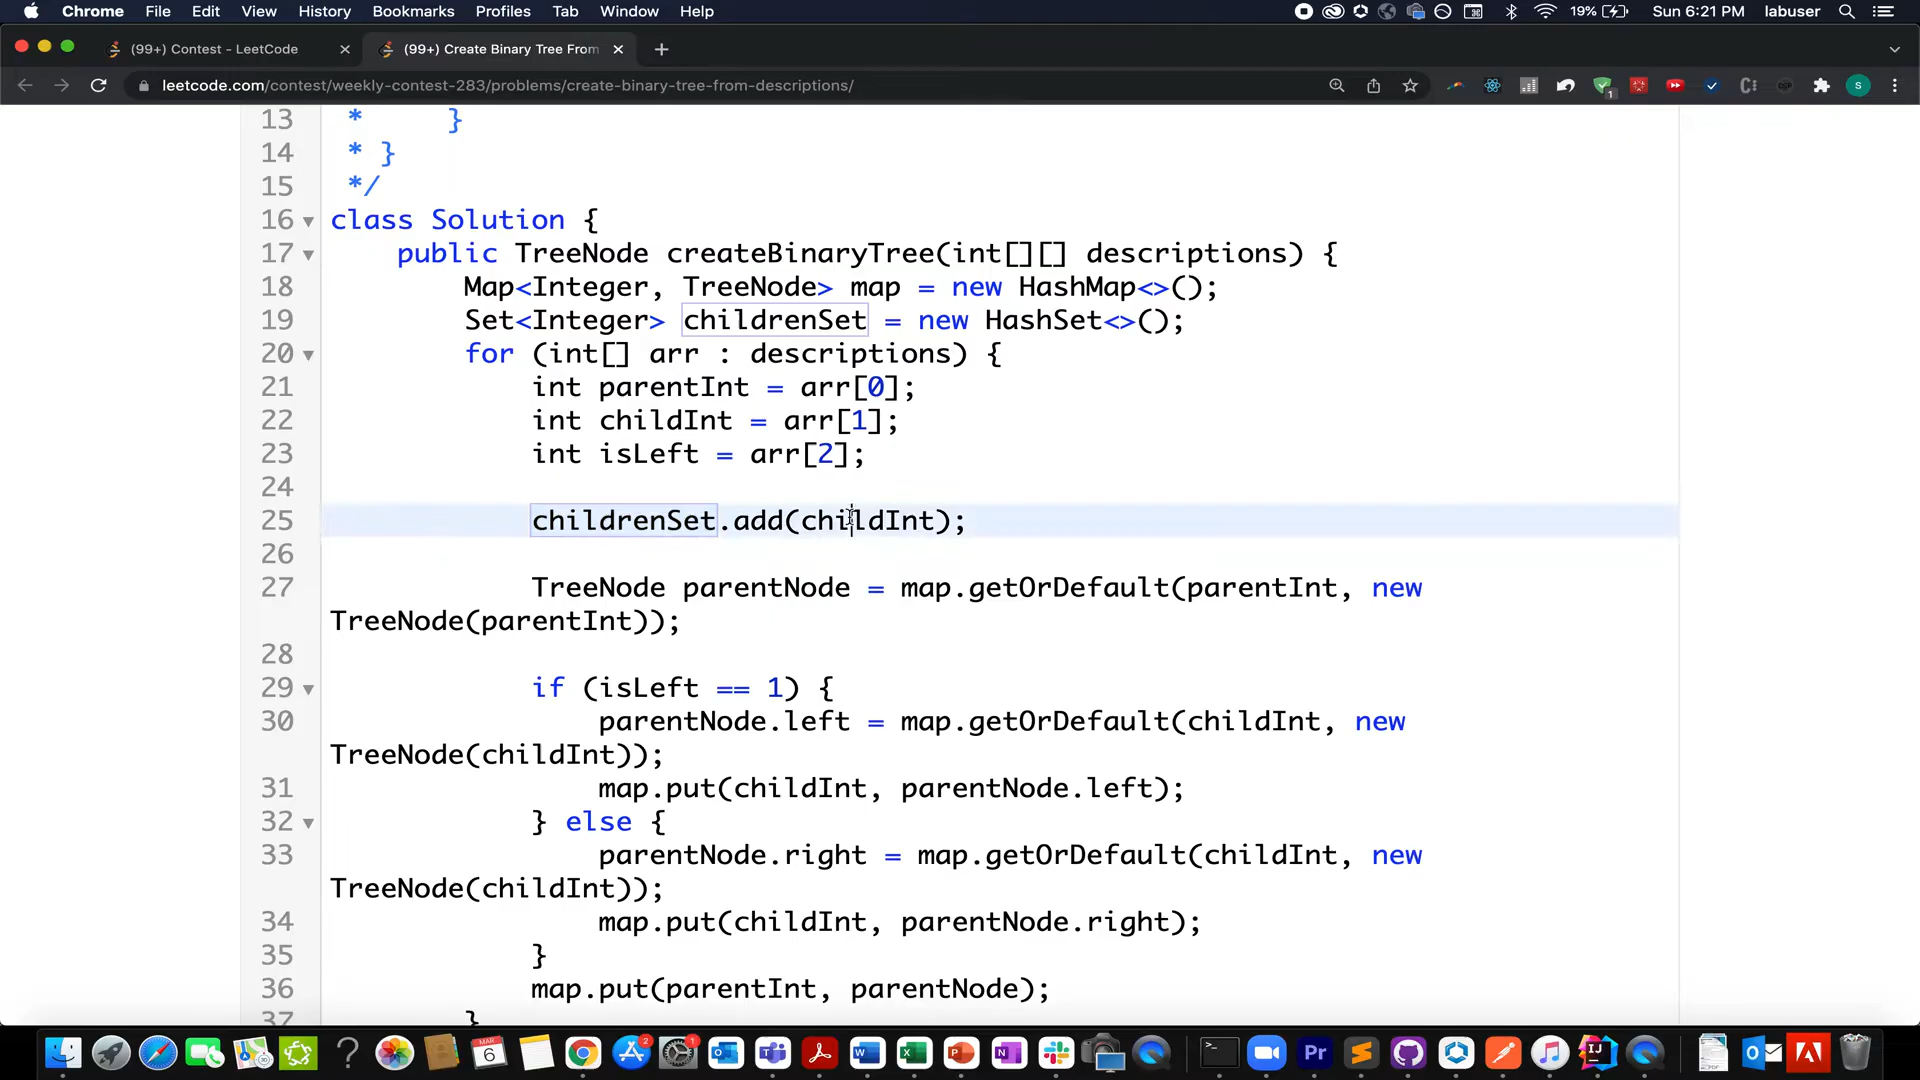 Chrome File Edit View History Bookmarks Profiles Tab Window Help 19% Sun 6:21 PM labuser
(99+) Contest - LeetCode (99+) Create Binary Tree From
leetcode.com/contest/weekly-contest-283/problems/create-binary-tree-from-descriptions/
13 * }
14 * }
15 */
16 class Solution {
17 public TreeNode createBinaryTree(int[][] descriptions) {
18 Map<Integer, TreeNode> map = new HashMap<>();
19 Set<Integer> childrenSet = new HashSet<>();
20 for (int[] arr : descriptions) {
21 int parentInt = arr[0];
22 int childInt = arr[1];
23 int isLeft = arr[2];
24
25 childrenSet.add(childInt);
26
27 TreeNode parentNode = map.getOrDefault(parentInt, new
TreeNode(parentInt));
28
29 if (isLeft == 1) {
30 parentNode.left = map.getOrDefault(childInt, new
TreeNode(childInt));
31 map.put(childInt, parentNode.left);
32 } else {
33 parentNode.right = map.getOrDefault(childInt, new
TreeNode(childInt));
34 map.put(childInt, parentNode.right);
35 }
36 map.put(parentInt, parentNode);
37 }